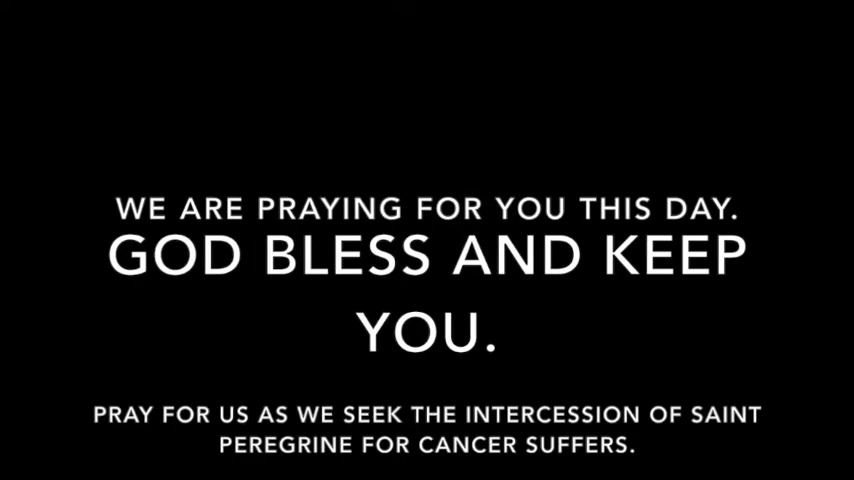 WE ARE PRAYING FOR YOU THIS DAY.
GOD BLESS AND KEEP
YOU.
PRAY FOR US AS WE SEEK THE INTERCESSION OF SAINT
PEREGRINE FOR CANCER SUFFERS.